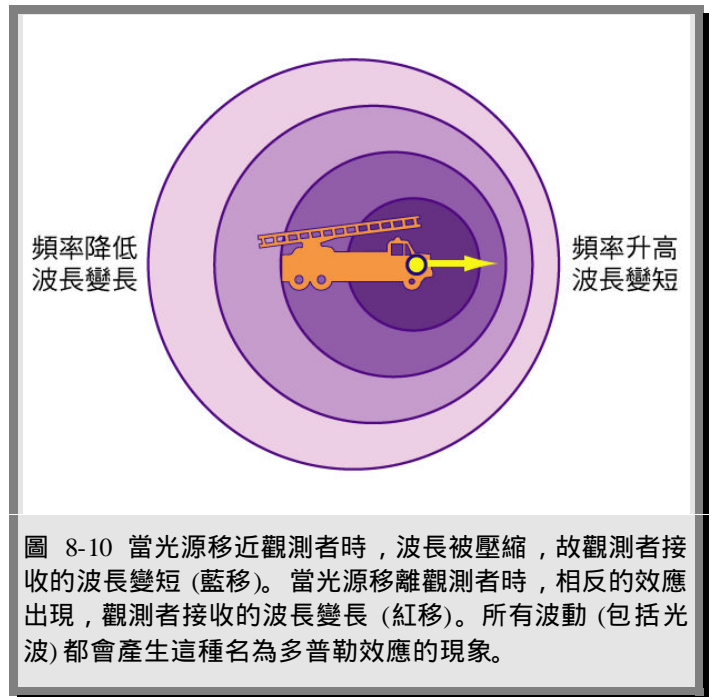 頻率降低
波長變長
頻率升高
波長變短
圖 8-10 當光源移近觀測者時，波長被壓縮，故觀測者接
收的波長變短 (藍移)。當光源移離觀測者時，相反的效應
出現，觀測者接收的波長變長 (紅移)。所有波動 (包括光
波) 都會產生這種名為多普勒效應的現象。